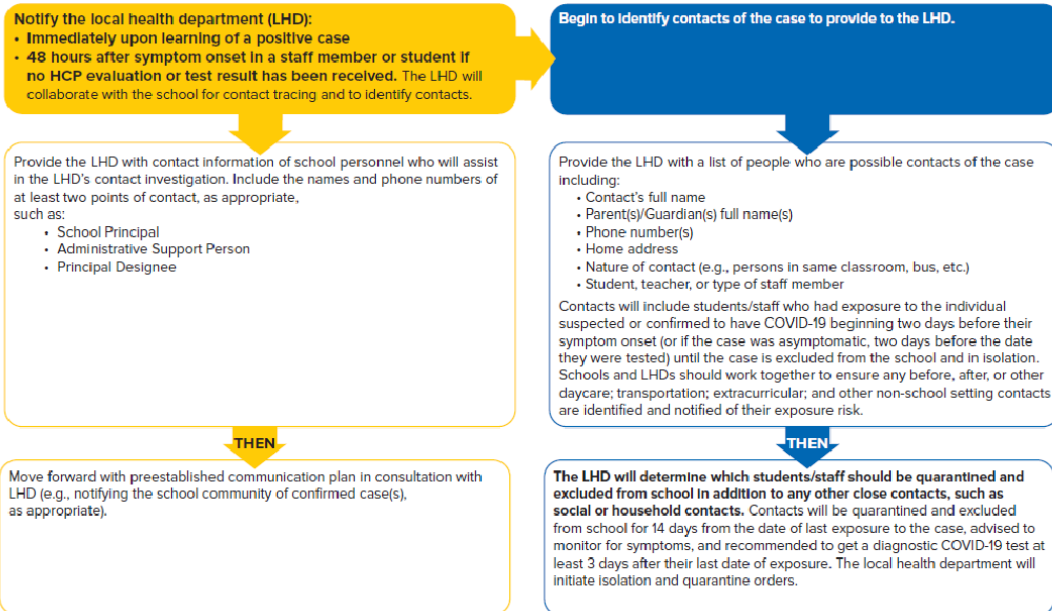 Notify the local health department (LHD):
• Immediately upon learning of a positive case
• 48 hours after symptom onset in a staff member or student if
no HCP evaluation or test result has been received. The LHD will
collaborate with the school for contact tracing and to identify contacts.
Begin to identify contacts of the case to provide to the LHD.
Provide the LHD with contact information of school personnel who will assist
in the LHD's contact investigation. Include the names and phone numbers of
at least two points of contact, as appropriate,
such as:
• School Principal
• Administrative Support Person
• Principal Designee
Provide the LHD with a list of people who are possible contacts of the case
including:
• Contact's full name
• Parent(s)/Guardian(s) full name(s)
• Phone number(s)
• Home address
• Nature of contact (e.g., persons in same classroom, bus, etc.)
• Student, teacher, or type of staff member
Contacts will include students/staff who had exposure to the individual
suspected or confirmed to have COVID-19 beginning two days before their
symptom onset (or if the case was asymptomatic, two days before the date
they were tested) until the case is excluded from the school and in isolation.
Schools and LHDs should work together to ensure any before, after, or other
daycare; transportation; extracurricular; and other non-school setting contacts
are identified and notified of their exposure risk.
THEN
THEN
Move forward with preestablished communication plan in consultation with
LHD (e.g., notifying the school community of confirmed case(s),
as appropriate).
The LHD will determine which students/staff should be quarantined and
excluded from school in addition to any other close contacts, such as
social or household contacts. Contacts will be quarantined and excluded
from school for 14 days from the date of last exposure to the case, advised to
monitor for symptoms, and recommended to get a diagnostic COVID-19 test at
least 3 days after their last date of exposure. The local health department will
initiate isolation and quarantine orders.